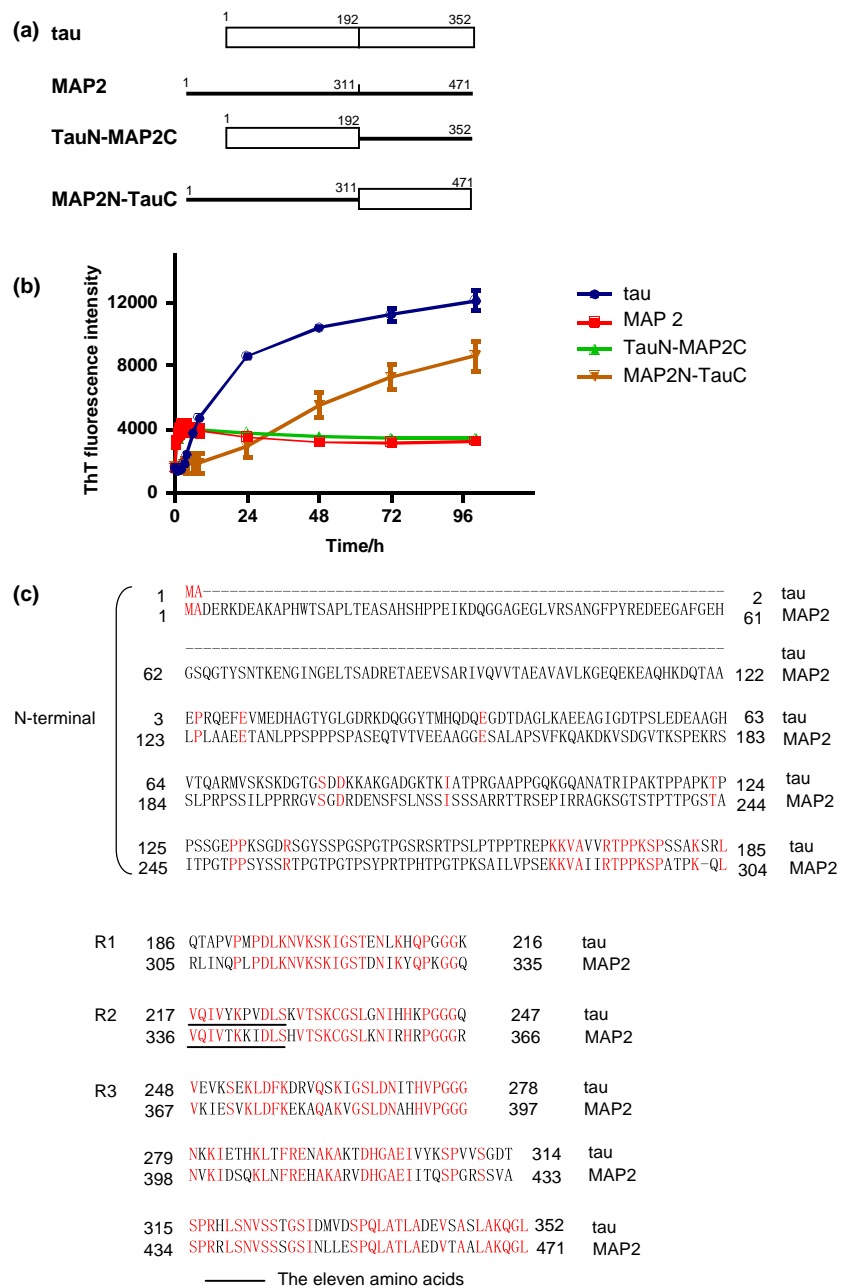 (a)
tau
1 192 352
MAP2
1 311 471
TauN-MAP2C
1 192 352
MAP2N-TauC
1 311 471
(b)
ThT fluorescence intensity
12000
8000
4000
0
0 24 48 72 96
Time/h
tau
MAP 2
TauN-MAP2C
MAP2N-TauC
(c)
N-terminal
1 MA----------------------------------------------------------- 2 tau
1 MADERKDEAKAPHWTSAPLTEASAHSHPPEIKDQGGAGEGLVRSANGFPYREDEEGAFGEH 61 MAP2
------------------------------------------------------------- tau
62 GSQGTYSNTKENGINGELTSADRETAEEVSARIVQVVTAEAVAVLKGEQEKEAQHKDQTAA 122 MAP2
3 EPRQEFEVMEDHAGTYGLGDRKDQGGYTMHQDQEGDTDAGLKAEEAGIGDTPSLEDEAAGH 63 tau
123 LPLAAEETANLPPSPPPSPASEQTVTVEEAAGGESALAPSVFKQAKDKVSDGVTKSPEKRS 183 MAP2
64 VTQARMVSKSKDGTGSDDKKAKGADGKTKIATPRGAAPPGQKGQANATRIPAKTPPAPKTP 124 tau
184 SLPRPSSILPPRRGVSGDRDENSFSLNSSISSSARRTTRSEPIRRAGKSGTSTPTTPGSTA 244 MAP2
125 PSSGEPPKSGDRSGYSSPGSPGTPGSRSRTPSLPTPPTREPKKVAVVRTPPKSPSSAKSRL 185 tau
245 ITPGTPPSYSSRTPGTPGTPSYPRTPHTPGTPKSAILVPSEKKVAIIRTPPKSPATPK-QL 304 MAP2
R1 186 QTAPVPMPDLKNVKSKIGSTENLKHQPGGGK 216 tau
305 RLINQPLPDLKNVKSKIGSTDNIKYQPKGGQ 335 MAP2
R2 217 VQIVYKPVDLSKVTSKCGSLGNIHHKPGGGQ 247 tau
336 VQIVTKKIDLSHVTSKCGSLKNIRHRPGGGR 366 MAP2
R3 248 VEVKSEKLDFKDRVQSKIGSLDNITHVPGGG 278 tau
367 VKIESVKLDFKEKAQAKVGSLDNAHHVPGGG 397 MAP2
279 NKKIETHKLTFRENAKAKTDHGAEIVYKSPVVSGDT 314 tau
398 NVKIDSQKLNFREHAKARVDHGAEIITQSPGRSSVA 433 MAP2
315 SPRHLSNVSSTGSIDMVDSPQLATLADEVSASLAKQGL 352 tau
434 SPRRLSNVSSSGSINLLESPQLATLAEDVTAALAKQGL 471 MAP2
The eleven amino acids